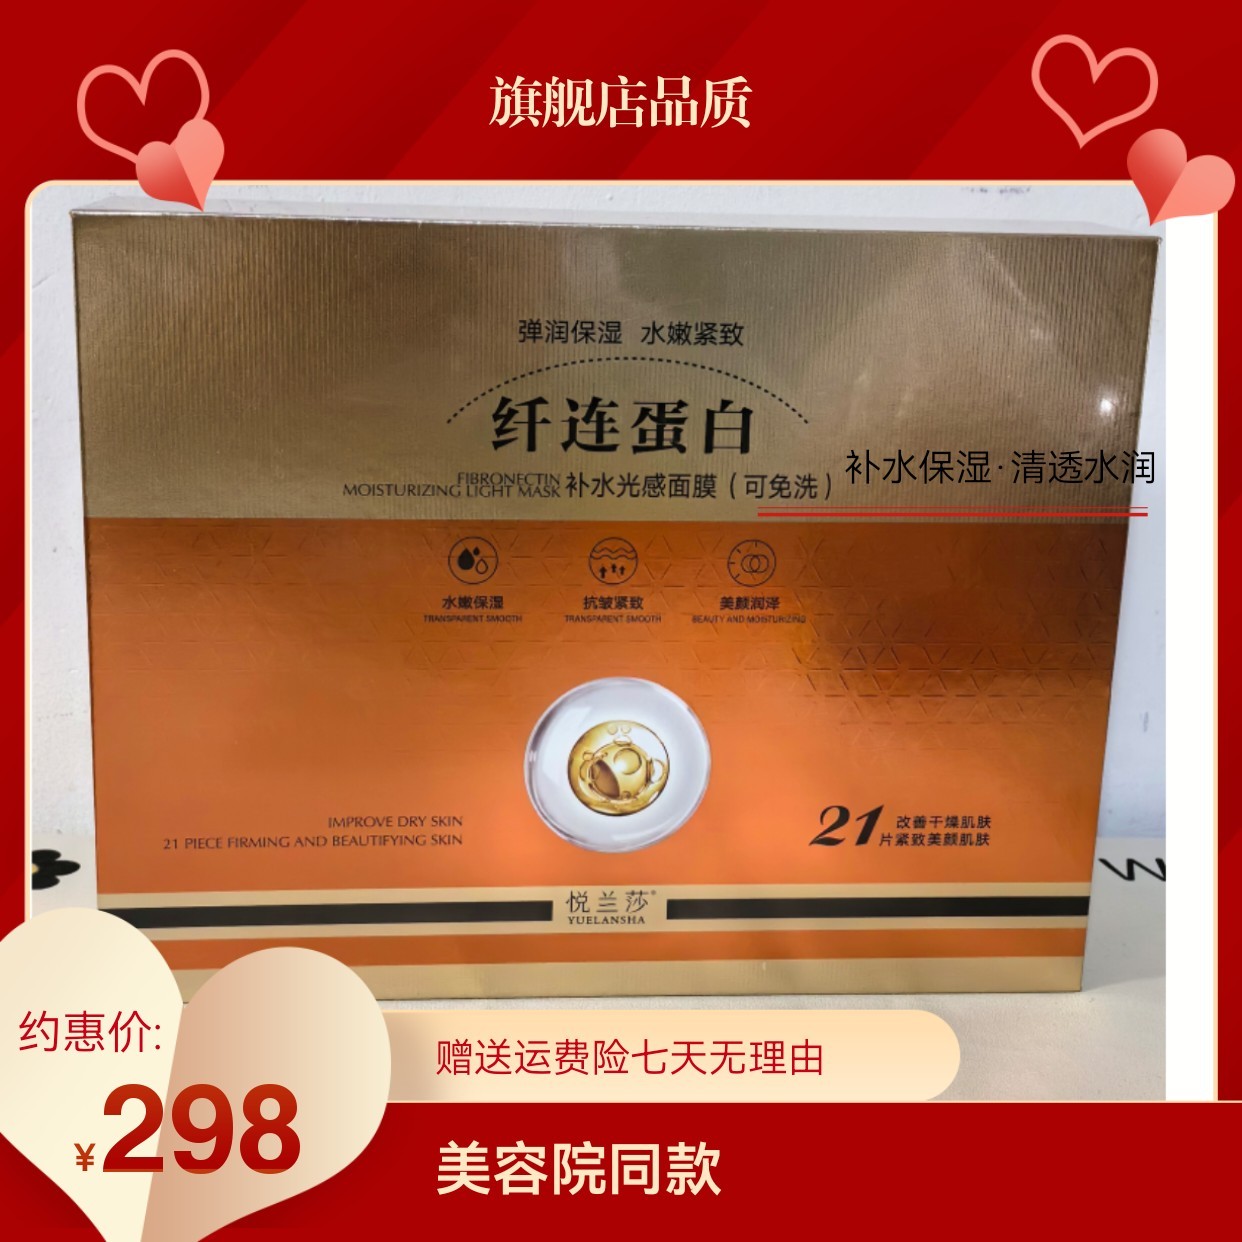 旗舰店品质
弹润保湿 水嫩紧致
纤连蛋白
FIBRONECTIN
MOISTURIZING LIGHT MASK
补水光感面膜(可免洗)
补水保湿·清透水润
水嫩保湿
TRANSPARENT SMOOTH
抗皱紧致
TRANSPARENT SMOOTH
美颜润泽
BEAUTY AND MOISTURIZING
IMPROVE DRY SKIN
21 PIECE FIRMING AND BEAUTIFYING SKIN
21
改善干燥肌肤
片紧致美颜肌肤
悦兰莎®
YUELANSHA
约惠价:
¥298
赠送运费险七天无理由
美容院同款